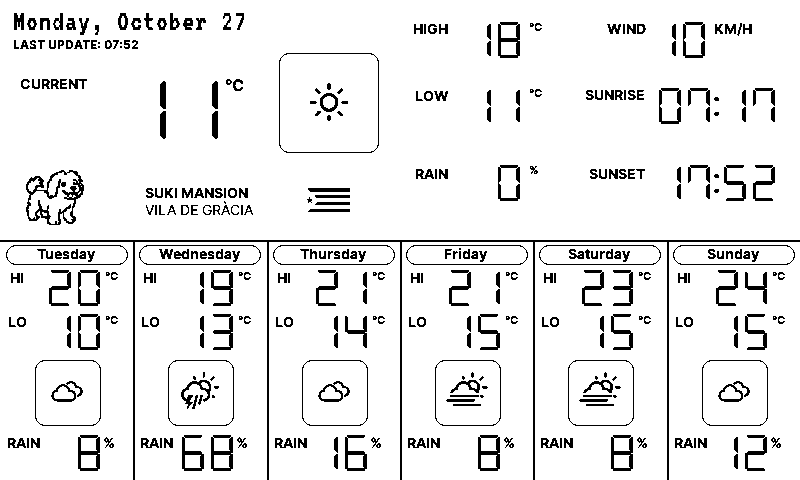 Monday, October 27
LAST UPDATE: 07:52
CURRENT 11 °C
HIGH 18 °C
LOW 11 °C
RAIN 0 %
WIND 10 KM/H
SUNRISE 07:17
SUNSET 17:52
SUKI MANSION
VILA DE GRÀCIA
Tuesday
HI 20 °C
LO 10 °C
RAIN 8 %
Wednesday
HI 19 °C
LO 13 °C
RAIN 68 %
Thursday
HI 21 °C
LO 14 °C
RAIN 16 %
Friday
HI 21 °C
LO 15 °C
RAIN 8 %
Saturday
HI 23 °C
LO 15 °C
RAIN 8 %
Sunday
HI 24 °C
LO 15 °C
RAIN 12 %